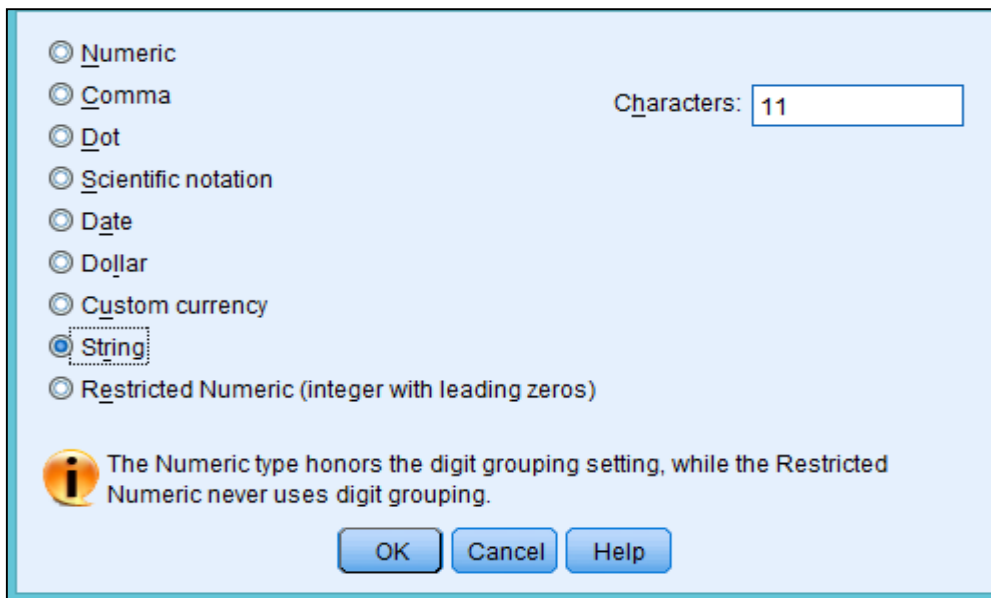 Numeric
Comma
Characters: 11
Dot
Scientific notation
Date
Dollar
Custom currency
String
Restricted Numeric (integer with leading zeros)
i
The Numeric type honors the digit grouping setting, while the Restricted
Numeric never uses digit grouping.
OK Cancel Help